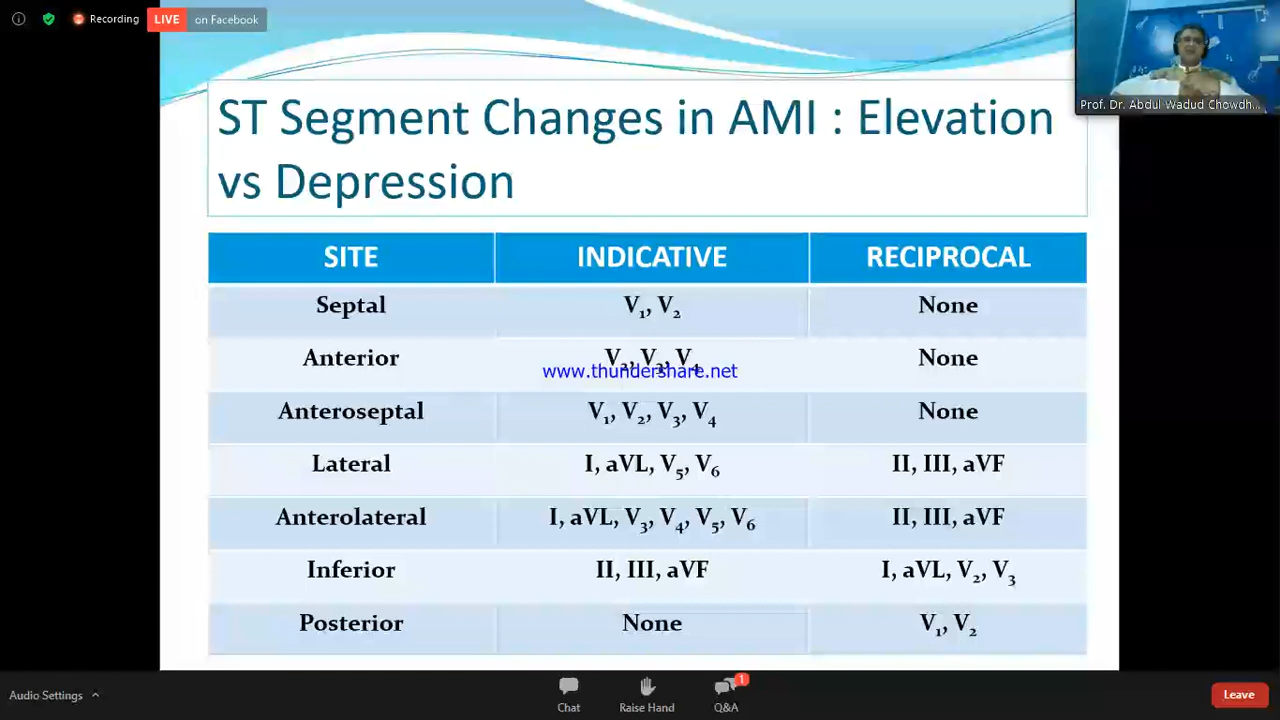 Recording
LIVE on Facebook
Prof. Dr. Abdul Wadud Chowdh...
ST Segment Changes in AMI : Elevation
vs Depression
SITE INDICATIVE RECIPROCAL
Septal V₁, V₂ None
Anterior V₂, V₃, V₄ None
www.thundershare.net
Anteroseptal V₁, V₂, V₃, V₄ None
Lateral I, aVL, V₅, V₆ II, III, aVF
Anterolateral I, aVL, V₃, V₄, V₅, V₆ II, III, aVF
Inferior II, III, aVF I, aVL, V₂, V₃
Posterior None V₁, V₂
Audio Settings Chat Raise Hand Q&A 1 Leave